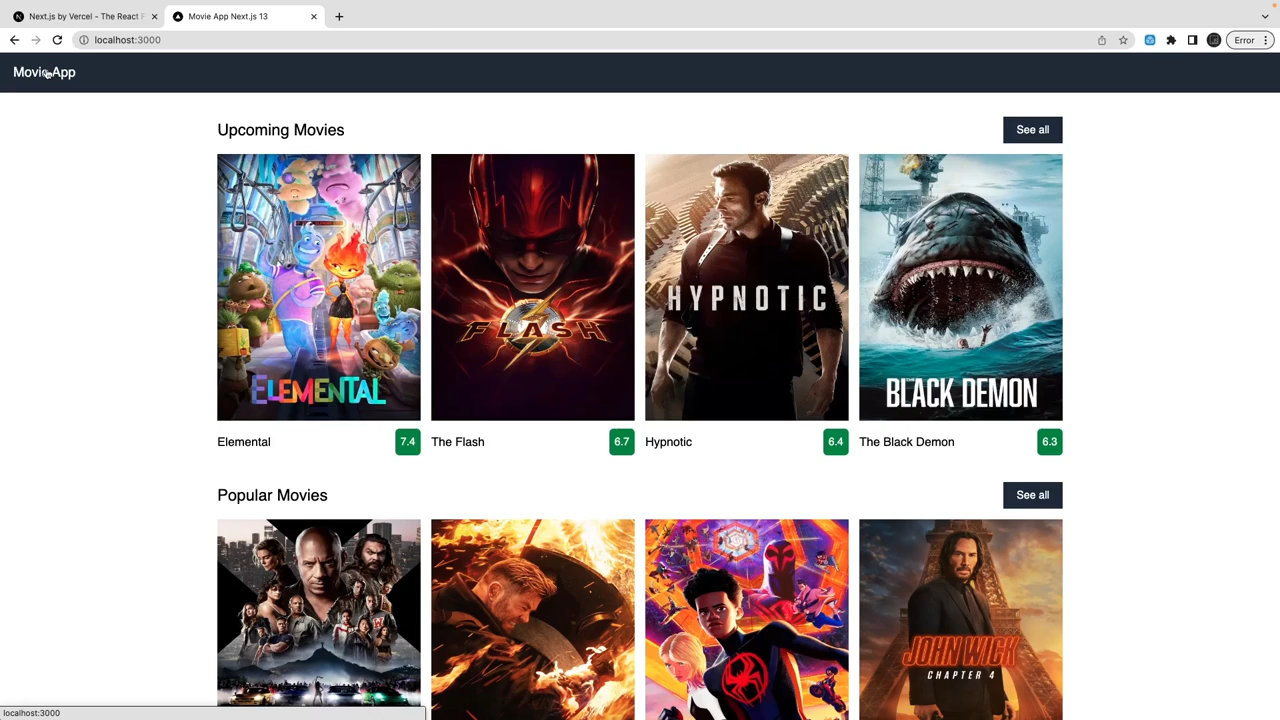 Next.js by Vercel - The React F
Movie App Next.js 13
localhost:3000
Error
MovieApp
Upcoming Movies
See all
ELEMENTAL
FLASH
HYPNOTIC
BLACK DEMON
Elemental
7.4
The Flash
6.7
Hypnotic
6.4
The Black Demon
6.3
Popular Movies
See all
JOHN WICK
CHAPTER 4
localhost:3000